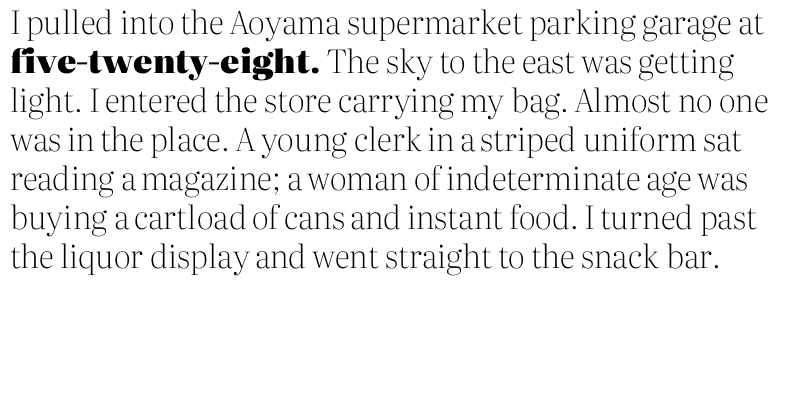 I pulled into the Aoyama supermarket parking garage at
five-twenty-eight. The sky to the east was getting
light. I entered the store carrying my bag. Almost no one
was in the place. A young clerk in a striped uniform sat
reading a magazine; a woman of indeterminate age was
buying a cartload of cans and instant food. I turned past
the liquor display and went straight to the snack bar.